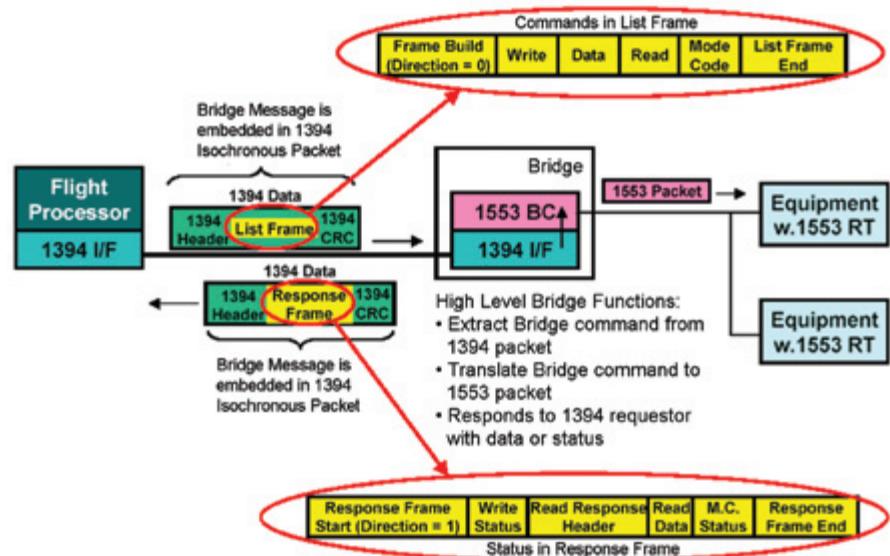 Commands in List Frame
Frame Build
(Direction = 0)
Write
Data
Read
Mode
Code
List Frame
End
Bridge Message is
embedded in 1394
Isochronous Packet
Flight
Processor
1394 I/F
1394 Data
1394
Header
List Frame
1394
CRC
Bridge
1553 BC
1394 I/F
1553 Packet
Equipment
w.1553 RT
Equipment
w.1553 RT
1394 Data
1394
Header
Response
Frame
1394
CRC
Bridge Message is
embedded in 1394
Isochronous Packet
High Level Bridge Functions:
• Extract Bridge command from
1394 packet
• Translate Bridge command to
1553 packet
• Responds to 1394 requestor
with data or status
Response Frame
Start (Direction = 1)
Write
Status
Read Response
Header
Read
Data
M.C.
Status
Response
Frame End
Status in Response Frame